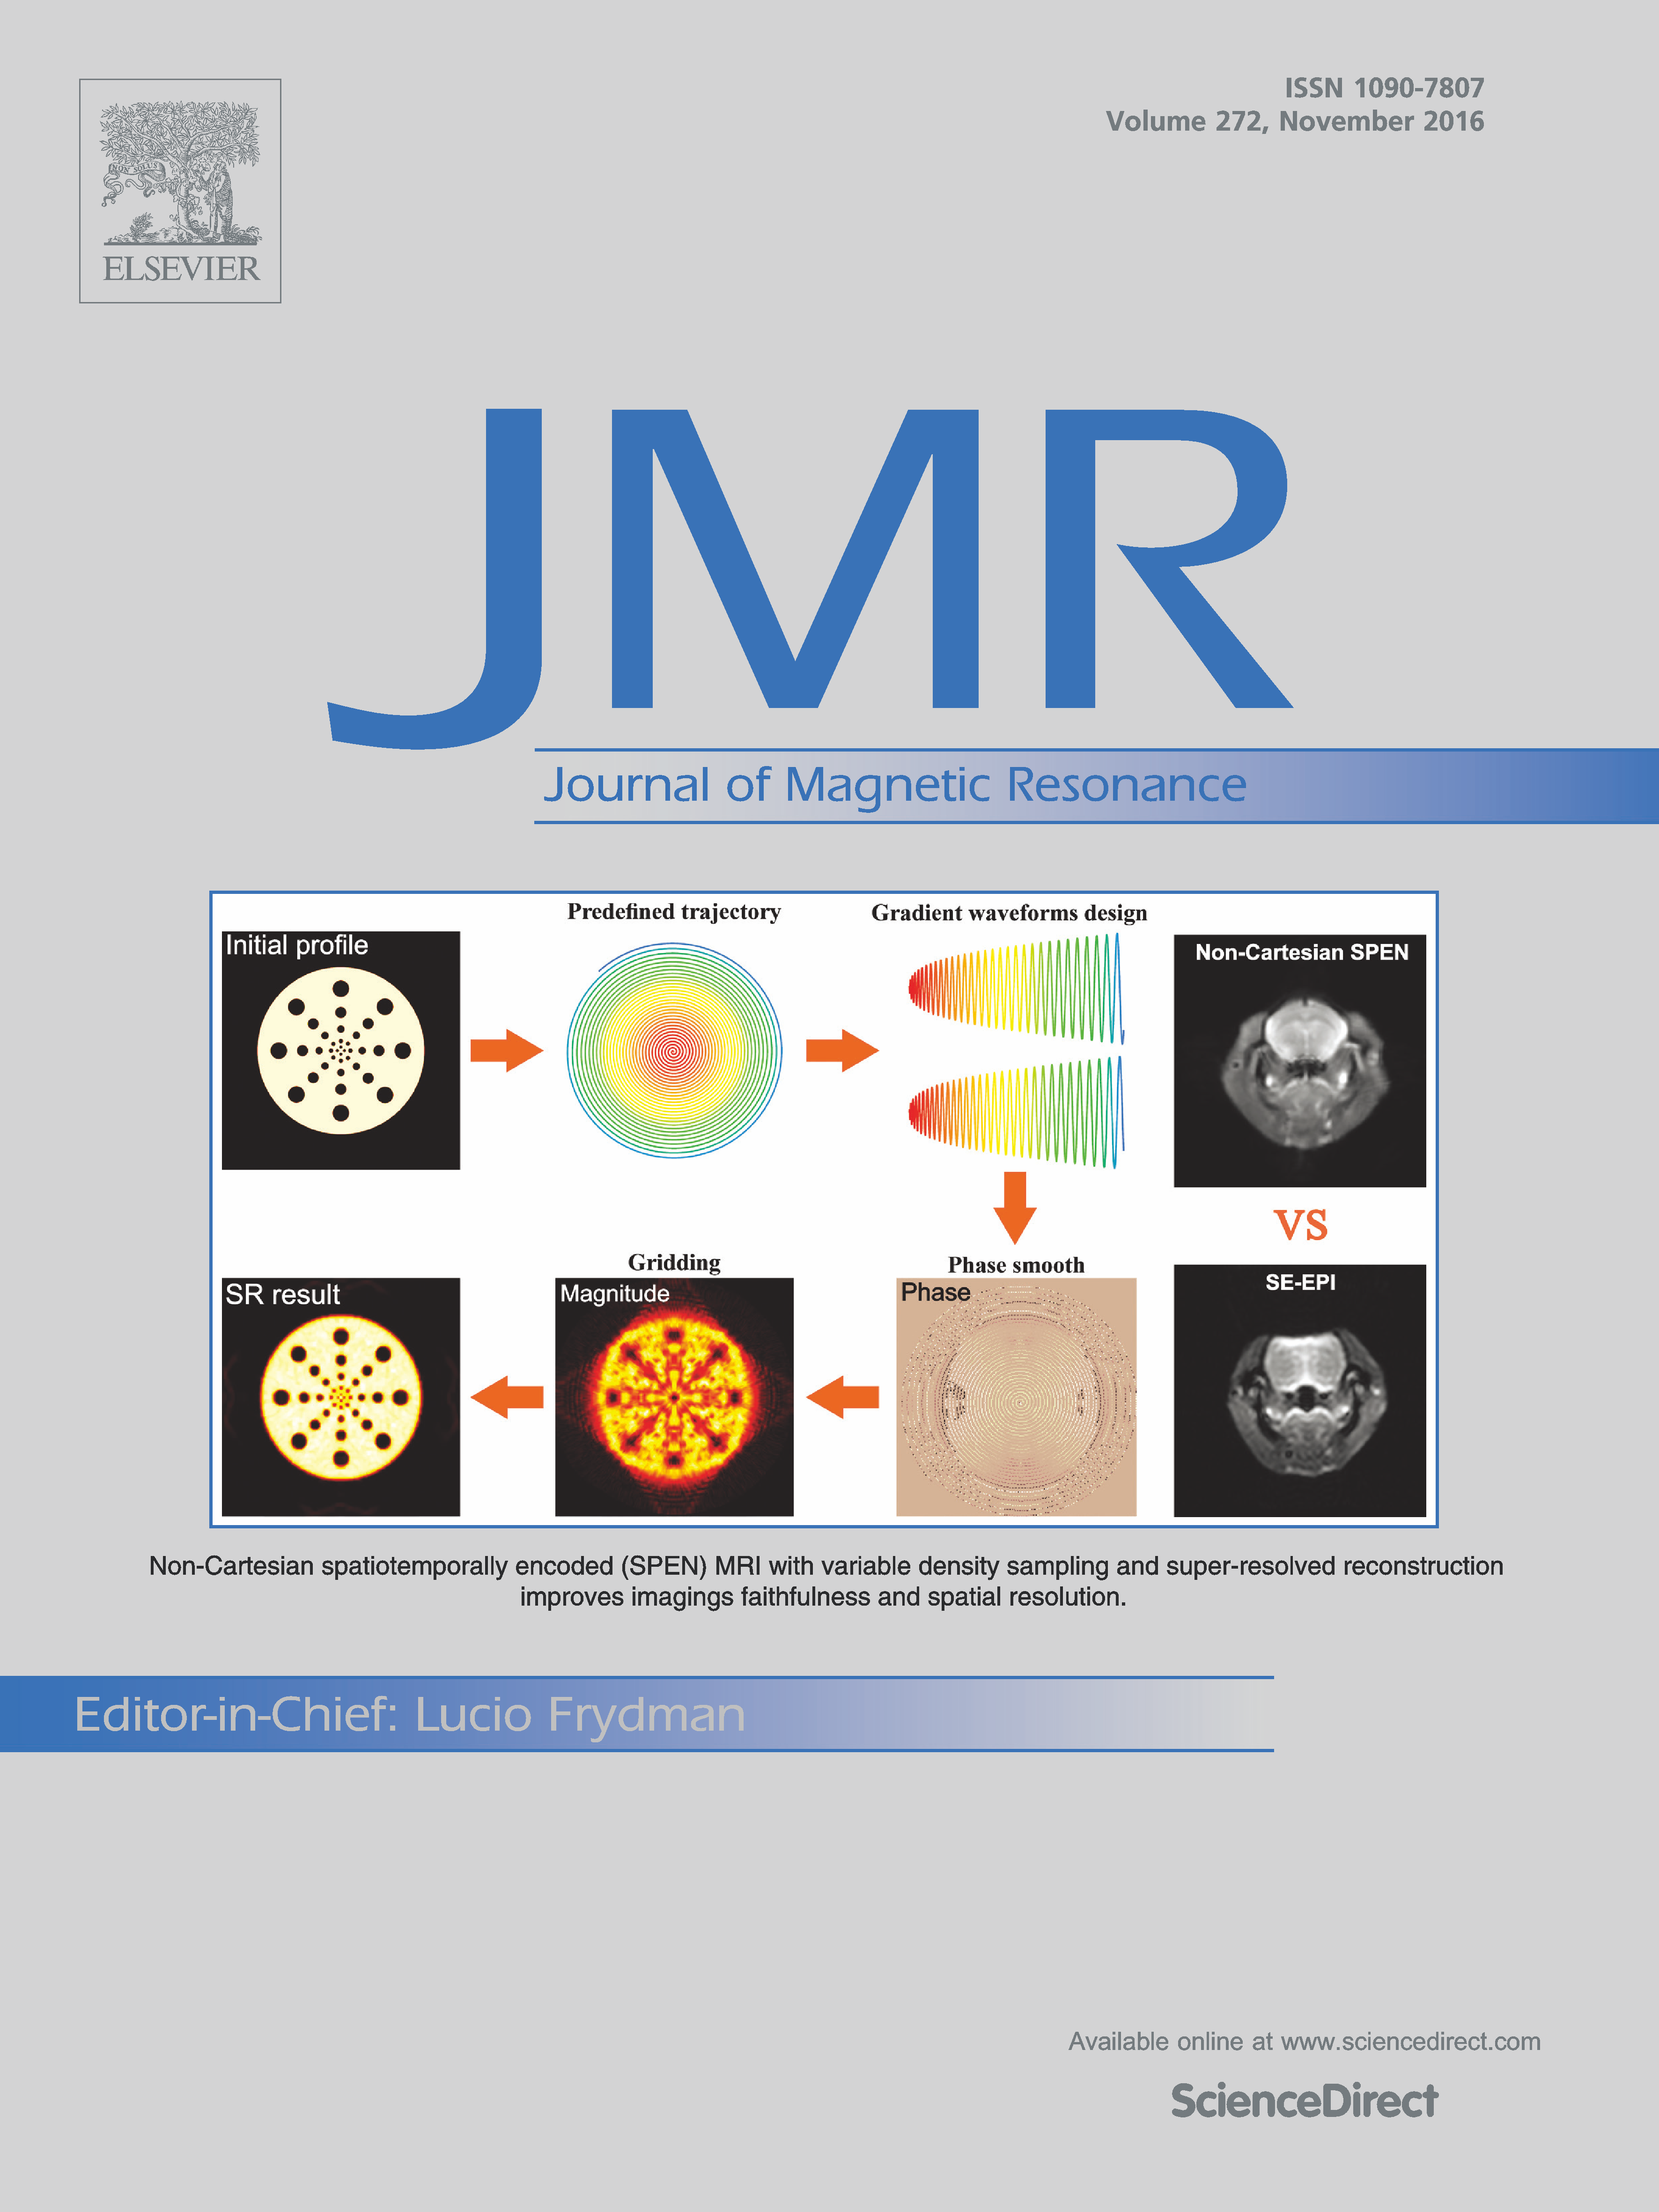 ISSN 1090-7807
Volume 272, November 2016
NON SOLUS
ELSEVIER
JMR
Journal of Magnetic Resonance
Predefined trajectory
Gradient waveforms design
Initial profile
Non-Cartesian SPEN
VS
Gridding
Phase smooth
SR result
Magnitude
Phase
SE-EPI
Non-Cartesian spatiotemporally encoded (SPEN) MRI with variable density sampling and super-resolved reconstruction
improves imagings faithfulness and spatial resolution.
Editor-in-Chief: Lucio Frydman
Available online at www.sciencedirect.com
ScienceDirect